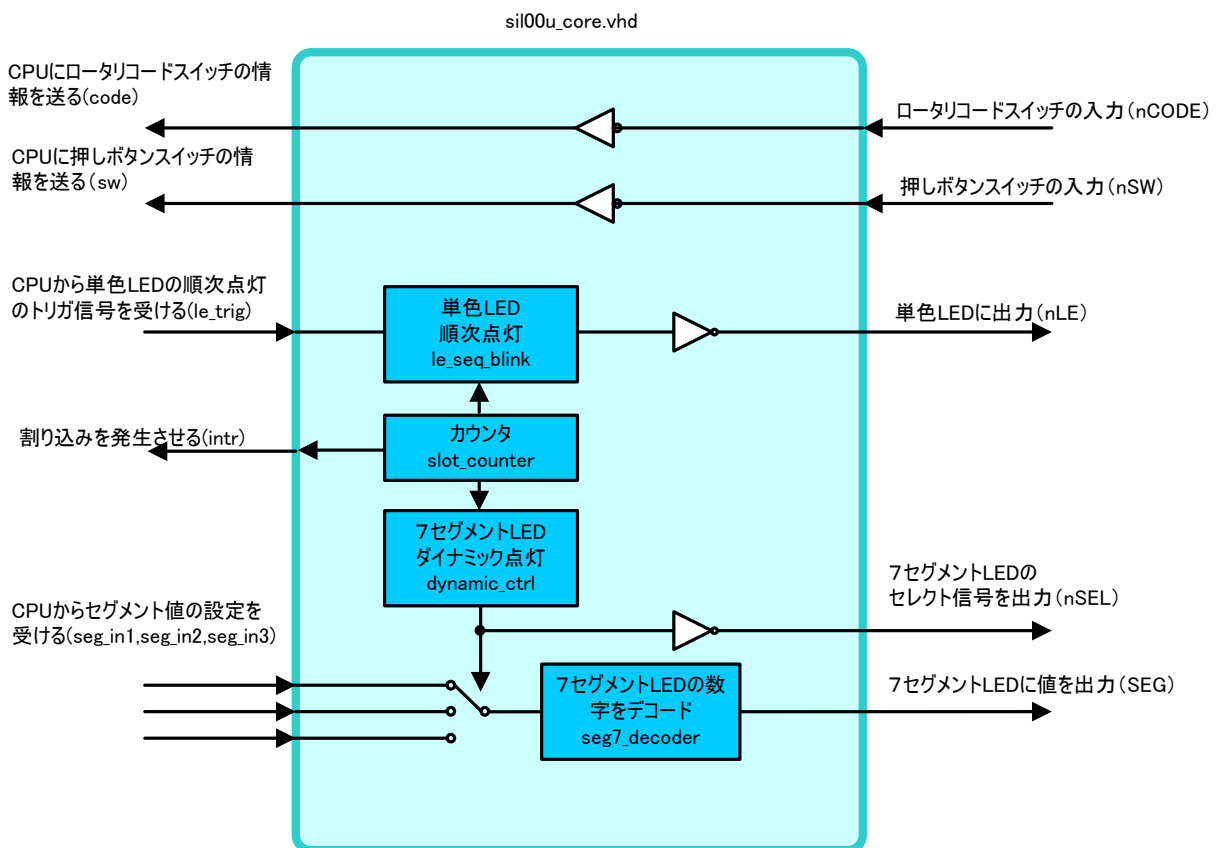 sil00u_core.vhd
CPUにロータリコードスイッチの情
報を送る(code)
ロータリコードスイッチの入力(nCODE)
CPUに押しボタンスイッチの情
報を送る(sw)
押しボタンスイッチの入力(nSW)
CPUから単色LEDの順次点灯
のトリガ信号を受ける(le_trig)
単色LED
順次点灯
le_seq_blink
単色LEDに出力(nLE)
割り込みを発生させる(intr)
カウンタ
slot_counter
7セグメントLED
ダイナミック点灯
dynamic_ctrl
7セグメントLEDの
セレクト信号を出力(nSEL)
CPUからセグメント値の設定を
受ける(seg_in1,seg_in2,seg_in3)
7セグメントLEDの数
字をデコード
seg7_decoder
7セグメントLEDに値を出力(SEG)